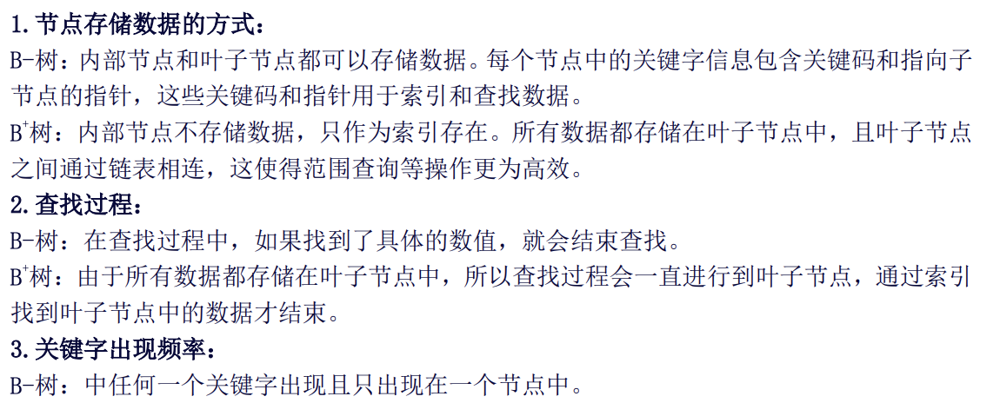 1.节点存储数据的方式：
B-树：内部节点和叶子节点都可以存储数据。每个节点中的关键字信息包含关键码和指向子
节点的指针，这些关键码和指针用于索引和查找数据。
B⁺树：内部节点不存储数据，只作为索引存在。所有数据都存储在叶子节点中，且叶子节点
之间通过链表相连，这使得范围查询等操作更为高效。
2.查找过程：
B-树：在查找过程中，如果找到了具体的数值，就会结束查找。
B⁺树：由于所有数据都存储在叶子节点中，所以查找过程会一直进行到叶子节点，通过索引
找到叶子节点中的数据才结束。
3.关键字出现频率：
B-树：中任何一个关键字出现且只出现在一个节点中。